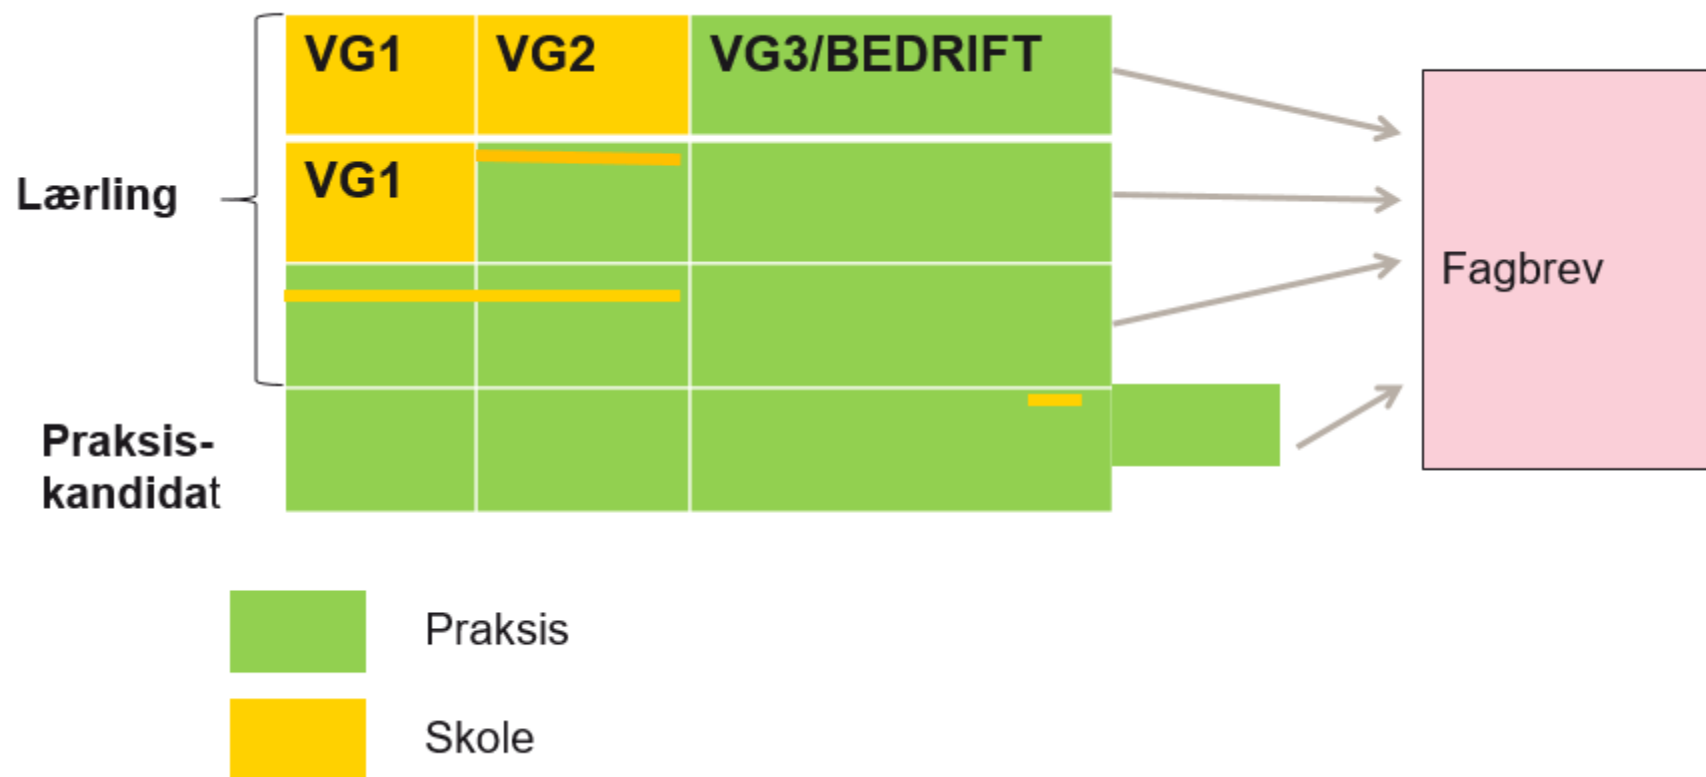 VG1
VG2
VG3/BEDRIFT
Lærling
VG1
Fagbrev
Praksis-
kandidat
Praksis
Skole